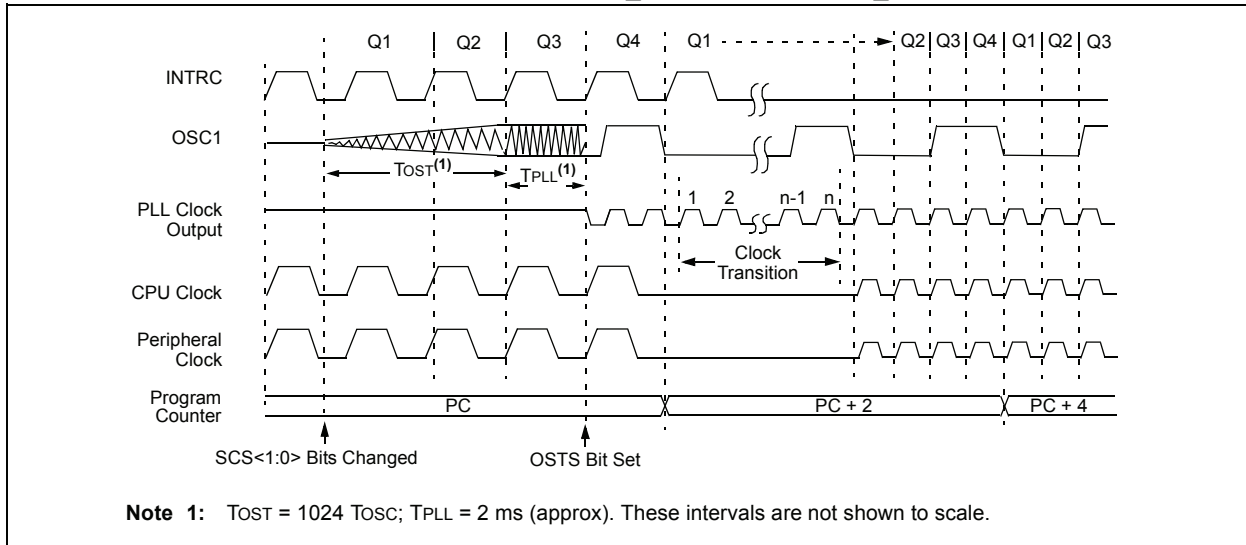 Q1 Q2 Q3 Q4 Q1 Q2 Q3 Q4 Q1 Q2 Q3
INTRC
OSC1
TOST(1) TPLL(1)
1 2 n-1 n
PLL Clock
Output
Clock
Transition
CPU Clock
Peripheral
Clock
Program
Counter
PC PC + 2 PC + 4
SCS<1:0> Bits Changed OSTS Bit Set
Note 1: TOST = 1024 TOSC; TPLL = 2 ms (approx). These intervals are not shown to scale.